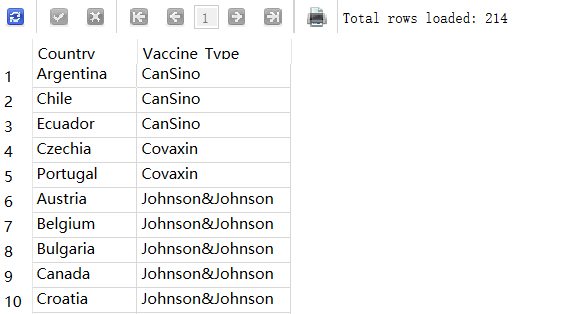 1 Total rows loaded: 214
Country Vaccine_Type
1 Argentina CanSino
2 Chile CanSino
3 Ecuador CanSino
4 Czechia Covaxin
5 Portugal Covaxin
6 Austria Johnson&Johnson
7 Belgium Johnson&Johnson
8 Bulgaria Johnson&Johnson
9 Canada Johnson&Johnson
10 Croatia Johnson&Johnson